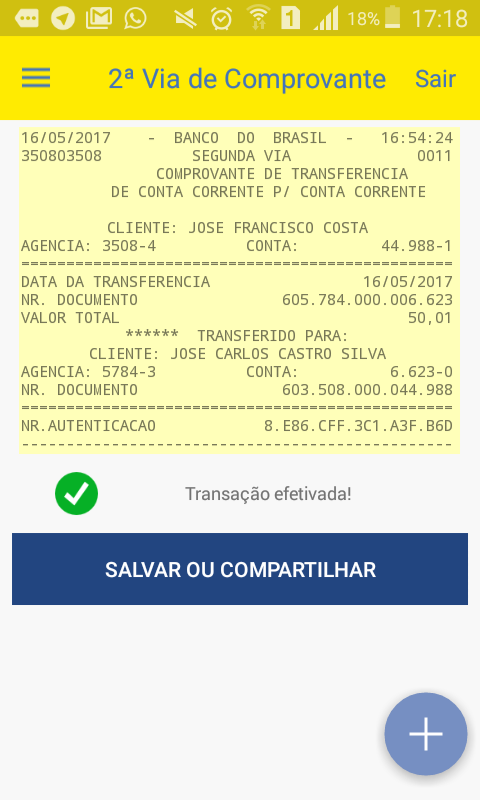 1 18% 17:18
2ª Via de Comprovante Sair
16/05/2017 - BANCO DO BRASIL - 16:54:24
350803508 SEGUNDA VIA 0011
COMPROVANTE DE TRANSFERENCIA
DE CONTA CORRENTE P/ CONTA CORRENTE
CLIENTE: JOSE FRANCISCO COSTA
AGENCIA: 3508-4 CONTA: 44.988-1
================================================
DATA DA TRANSFERENCIA 16/05/2017
NR. DOCUMENTO 605.784.000.006.623
VALOR TOTAL 50,01
****** TRANSFERIDO PARA:
CLIENTE: JOSE CARLOS CASTRO SILVA
AGENCIA: 5784-3 CONTA: 6.623-0
NR. DOCUMENTO 603.508.000.044.988
================================================
NR.AUTENTICACAO 8.E86.CFF.3C1.A3F.B6D
------------------------------------------------
Transação efetivada!
SALVAR OU COMPARTILHAR